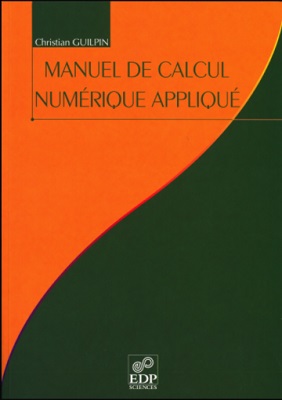 Christian GUILPIN
MANUEL DE CALCUL
NUMÉRIQUE APPLIQUÉ
EDP
SCIENCES